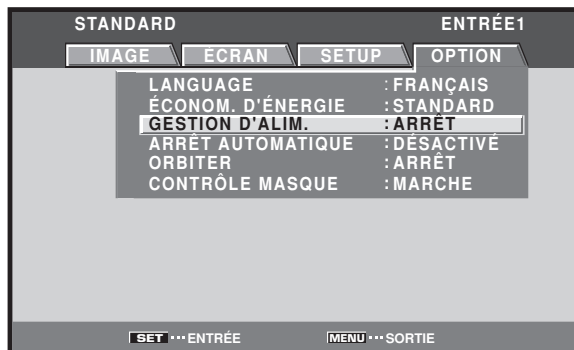 STANDARD ENTRÉE1
IMAGE ECRAN SETUP OPTION
LANGUAGE :FRANÇAIS
ÉCONOM. D'ÉNERGIE :STANDARD
GESTION D'ALIM. :ARRÊT
ARRÊT AUTOMATIQUE :DÉSACTIVÉ
ORBITER :ARRÊT
CONTRÔLE MASQUE :MARCHE
SET ···ENTRÉE MENU ···SORTIE